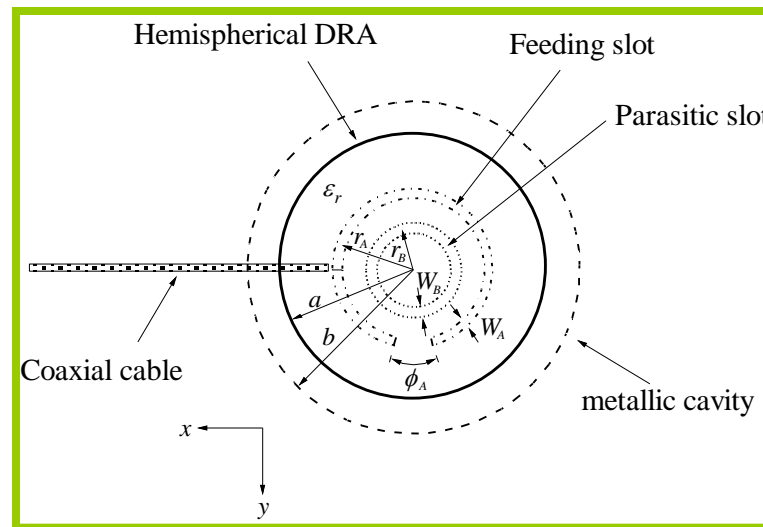 Hemispherical DRA
Feeding slot
Parasitic slot
εr
rA
rB
WB
a
b
WA
ϕA
Coaxial cable
metallic cavity
x
y